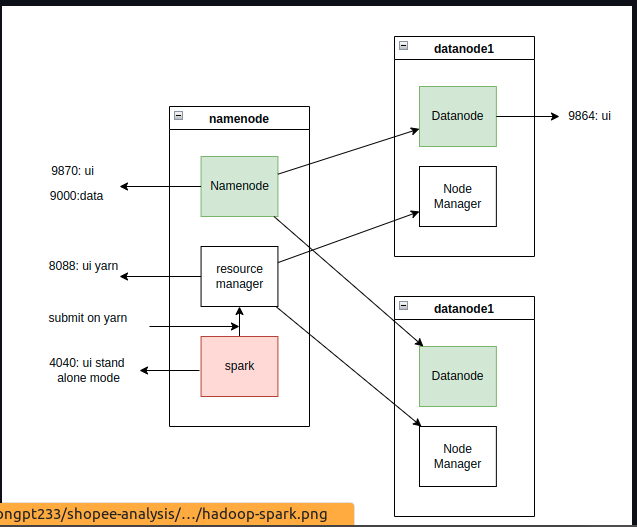 datanode1
Datanode
9864: ui
Node
Manager
namenode
Namenode
9870: ui
9000:data
resource
manager
8088: ui yarn
submit on yarn
spark
4040: ui stand
alone mode
datanode1
Datanode
Node
Manager
ongpt233/shopee-analysis/…/hadoop-spark.png